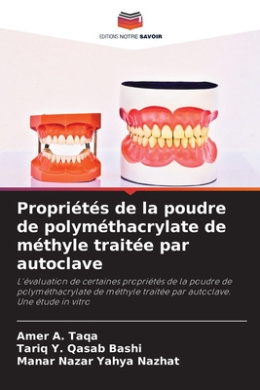 EDITIONS NOTRE SAVOIR
Propriétés de la poudre
de polyméthacrylate de
méthyle traitée par
autoclave
L'évaluation de certaines propriétés de la poudre de
polyméthacrylate de méthyle traitée par autoclave.
Une étude in vitro
Amer A. Taqa
Tariq Y. Qasab Bashi
Manar Nazar Yahya Nazhat